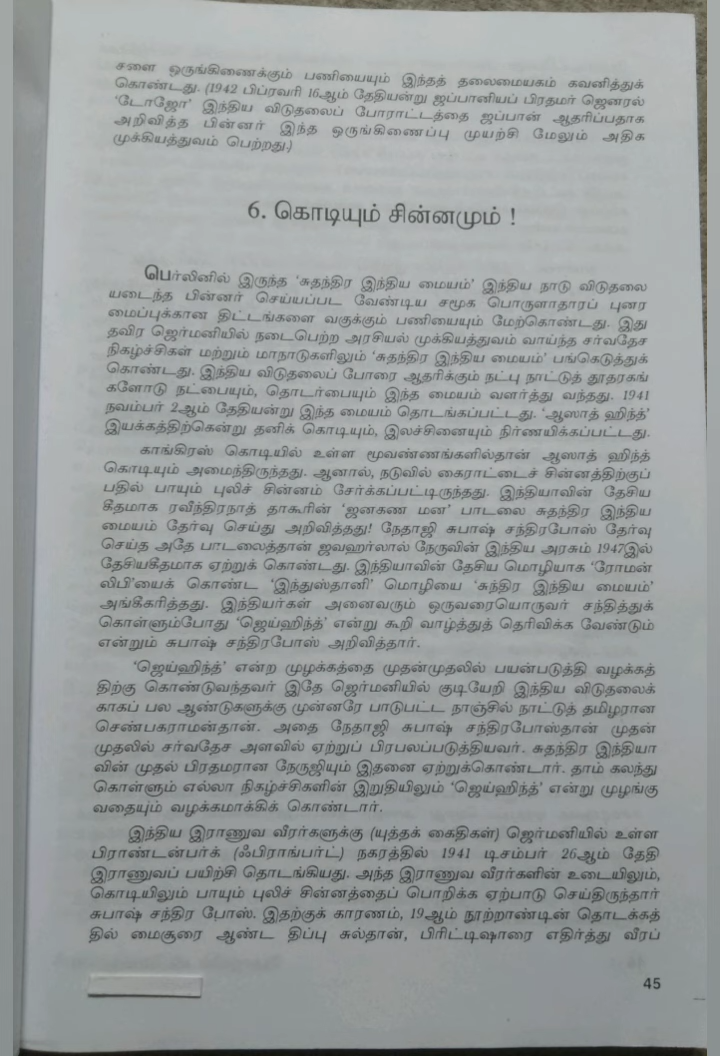 சளை ஒருங்கிணைக்கும் பணியையும் இந்தத் தலைமையகம் கவனித்துக்
கொண்டது. (1942 பிப்ரவரி 16ஆம் தேதியன்று ஜப்பானியப் பிரதமர் ஜெனரல்
‘டோஜோ’ இந்திய விடுதலைப் போராட்டத்தை ஜப்பான் ஆதரிப்பதாக
அறிவித்த பின்னர் இந்த ஒருங்கிணைப்பு முயற்சி மேலும் அதிக
முக்கியத்துவம் பெற்றது.)
6. கொடியும் சின்னமும் !
பெர்லினில் இருந்த ‘சுதந்திர இந்திய மையம்’ இந்திய நாடு விடுதலை
யடைந்த பின்னர் செய்யப்பட வேண்டிய சமூக பொருளாதாரப் புனர
மைப்புக்கான திட்டங்களை வகுக்கும் பணியையும் மேற்கொண்டது. இது
தவிர ஜெர்மனியில் நடைபெற்ற அரசியல் முக்கியத்துவம் வாய்ந்த சர்வதேச
நிகழ்ச்சிகள் மற்றும் மாநாடுகளிலும் ‘சுதந்திர இந்திய மையம்’ பங்கெடுத்துக்
கொண்டது. இந்திய விடுதலைப் போரை ஆதரிக்கும் நட்பு நாட்டுத் தூதரகங்
களோடு நட்பையும், தொடர்பையும் இந்த மையம் வளர்த்து வந்தது. 1941
நவம்பர் 2ஆம் தேதியன்று இந்த மையம் தொடங்கப்பட்டது. ‘ஆஸாத் ஹிந்த்’
இயக்கத்திற்கென்று தனிக் கொடியும், இலச்சினையும் நிர்ணயிக்கப்பட்டது.
காங்கிரஸ் கொடியில் உள்ள மூவண்ணங்களில்தான் ஆஸாத் ஹிந்த்
கொடியும் அமைந்திருந்தது. ஆனால், நடுவில் கைராட்டைச் சின்னத்திற்குப்
பதில் பாயும் புலிச் சின்னம் சேர்க்கப்பட்டிருந்தது. இந்தியாவின் தேசிய
கீதமாக ரவீந்திரநாத் தாகூரின் ‘ஜனகண மன’ பாடலை சுதந்திர இந்திய
மையம் தேர்வு செய்து அறிவித்தது! நேதாஜி சுபாஷ் சந்திரபோஸ் தேர்வு
செய்த அதே பாடலைத்தான் ஜவஹர்லால் நேருவின் இந்திய அரசும் 1947இல்
தேசியகீதமாக ஏற்றுக் கொண்டது. இந்தியாவின் தேசிய மொழியாக ‘ரோமன்
லிபி’யைக் கொண்ட ‘இந்துஸ்தானி’ மொழியை ‘சுந்திர இந்திய மையம்’
அங்கீகரித்தது. இந்தியர்கள் அனைவரும் ஒருவரையொருவர் சந்தித்துக்
கொள்ளும்போது ‘ஜெய்ஹிந்த்’ என்று கூறி வாழ்த்துத் தெரிவிக்க வேண்டும்
என்றும் சுபாஷ் சந்திரபோஸ் அறிவித்தார்.
‘ஜெய்ஹிந்த்’ என்ற முழக்கத்தை முதன்முதலில் பயன்படுத்தி வழக்கத்
திற்கு கொண்டுவந்தவர் இதே ஜெர்மனியில் குடியேறி இந்திய விடுதலைக்
காகப் பல ஆண்டுகளுக்கு முன்னரே பாடுபட்ட நாஞ்சில் நாட்டுத் தமிழரான
செண்பகராமன்தான். அதை நேதாஜி சுபாஷ் சந்திரபோஸ்தான் முதன்
முதலில் சர்வதேச அளவில் ஏற்றுப் பிரபலப்படுத்தியவர். சுதந்திர இந்தியா
வின் முதல் பிரதமரான நேருஜியும் இதனை ஏற்றுக்கொண்டார். தாம் கலந்து
கொள்ளும் எல்லா நிகழ்ச்சிகளின் இறுதியிலும் ‘ஜெய்ஹிந்த்’ என்று முழங்கு
வதையும் வழக்கமாக்கிக் கொண்டார்.
இந்திய இராணுவ வீரர்களுக்கு (யுத்தக் கைதிகள்) ஜெர்மனியில் உள்ள
பிராண்டன்பர்க் (ஃபிராங்பர்ட்) நகரத்தில் 1941 டிசம்பர் 26ஆம் தேதி
இராணுவப் பயிற்சி தொடங்கியது. அந்த இராணுவ வீரர்களின் உடையிலும்,
கொடியிலும் பாயும் புலிச் சின்னத்தைப் பொறிக்க ஏற்பாடு செய்திருந்தார்
சுபாஷ் சந்திர போஸ். இதற்குக் காரணம், 19ஆம் நூற்றாண்டின் தொடக்கத்
தில் மைசூரை ஆண்ட திப்பு சுல்தான், பிரிட்டிஷாரை எதிர்த்து வீரப்
45